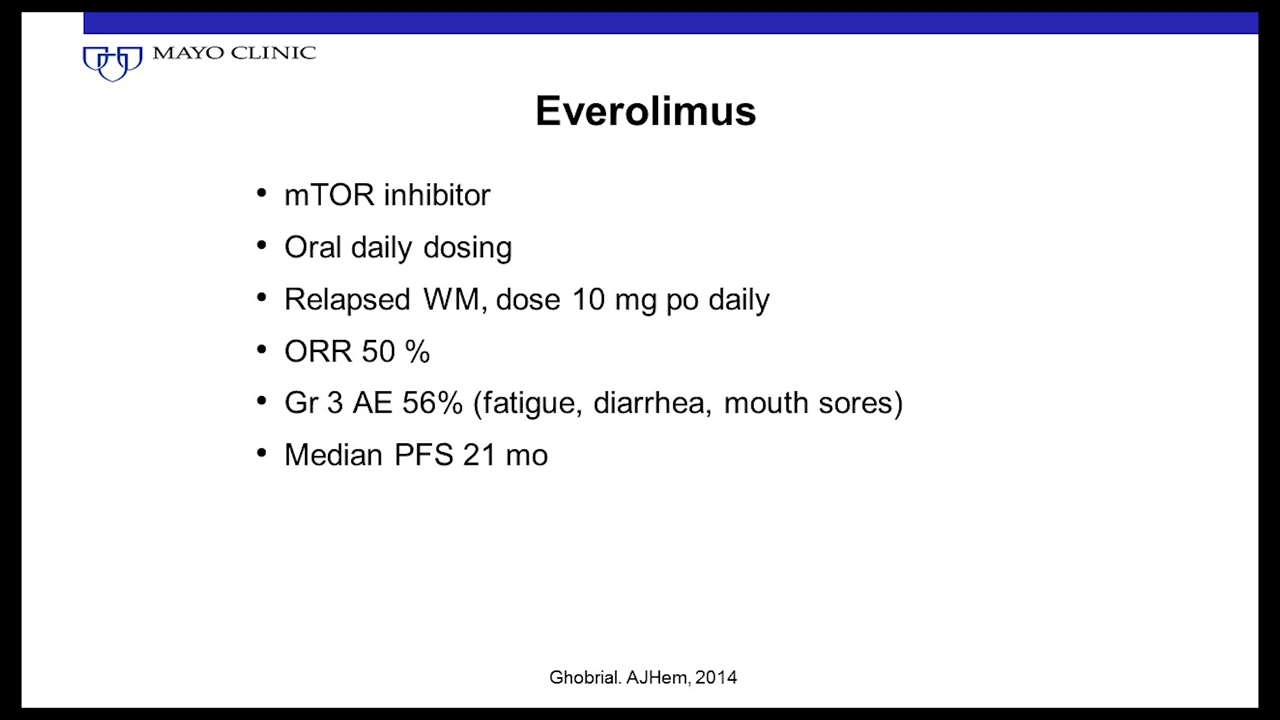 MAYO CLINIC
Everolimus
• mTOR inhibitor
• Oral daily dosing
• Relapsed WM, dose 10 mg po daily
• ORR 50 %
• Gr 3 AE 56% (fatigue, diarrhea, mouth sores)
• Median PFS 21 mo
Ghobrial. AJHem, 2014